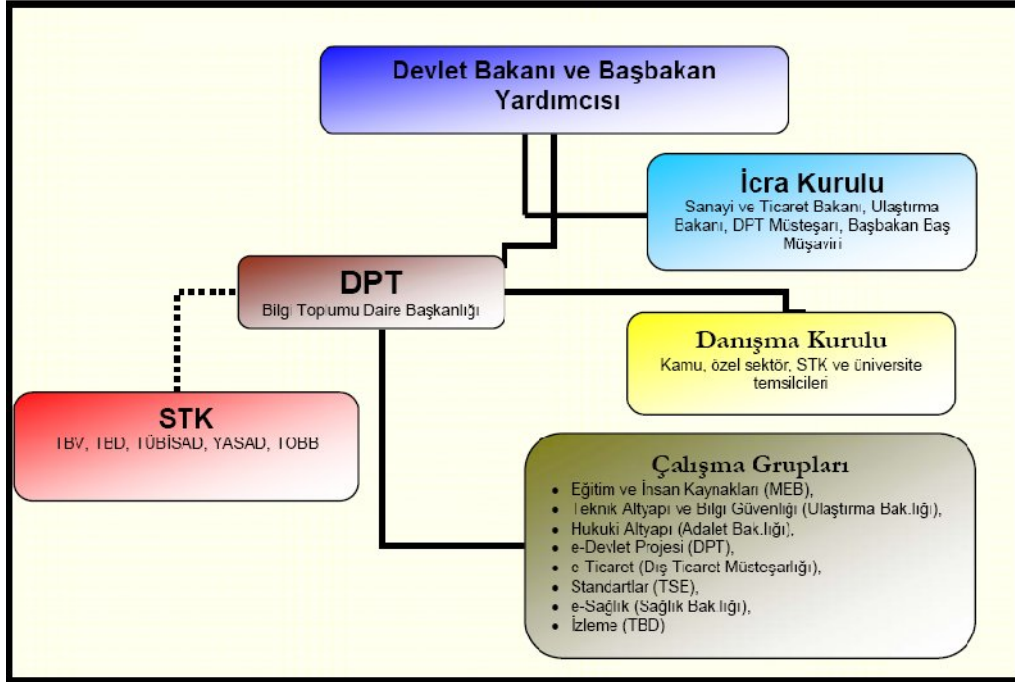 Devlet Bakanı ve Başbakan
Yardımcısı
İcra Kurulu
Sanayi ve Ticaret Bakanı, Ulaştırma
Bakanı, DPT Müsteşarı, Başbakan Baş
Müşaviri
DPT
Bilgi Toplumu Daire Başkanlığı
Danışma Kurulu
Kamu, özel sektör, STK ve üniversite
temsilcileri
STK
TBV, TBD, TÜBİSAD, YASAD, TOBB
Çalışma Grupları
• Eğitim ve İnsan Kaynakları (MEB),
• Teknik Altyapı ve Bilgi Güvenliği (Ulaştırma Bak.lığı),
• Hukuki Altyapı (Adalet Bak.lığı),
• e-Devlet Projesi (DPT),
• e-Ticaret (Dış Ticaret Müsteşarlığı),
• Standartlar (TSE),
• e-Sağlık (Sağlık Bak.lığı),
• İzleme (TBD)